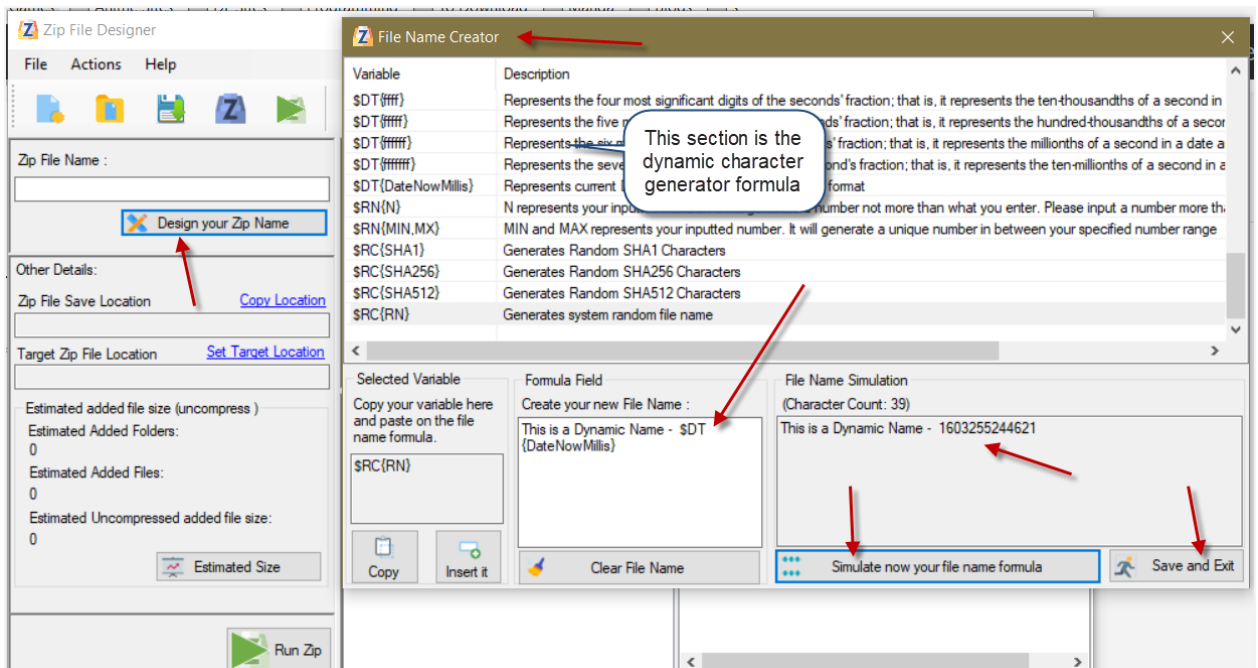 Zip File Designer
File Actions Help
Zip File Name :
Design your Zip Name
Other Details:
Zip File Save Location Copy Location
Target Zip File Location Set Target Location
Estimated added file size (uncompress )
Estimated Added Folders:
0
Estimated Added Files:
0
Estimated Uncompressed added file size:
0
Estimated Size
Run Zip
File Name Creator
Variable Description
$DT{ffff} Represents the four most significant digits of the seconds' fraction; that is, it represents the ten-thousandths of a second in
$DT{fffff} Represents the five fraction; that is, it represents the hundred-thousandths of a
$DT{ffffff} Represents the six fraction; that is, it represents the millionths of a second in a date
$DT{fffffff} Represents the fraction; that is, it represents the ten-millionths of a second in a
$DT{DateNowMillis} Represents current format
$RN{N} N represents your number not more than what you enter. Please input a number more
$RN{MIN,MX} MIN and MAX represents your inputted number. It will generate a unique number in between your specified number range
$RC{SHA1} Generates Random SHA1 Characters
$RC{SHA256} Generates Random SHA256 Characters
$RC{SHA512} Generates Random SHA512 Characters
$RC{RN} Generates system random file name
This section is the
dynamic character
generator formula
Selected Variable
Copy your variable here
and paste on the file
name formula.
$RC{RN}
Copy Insert it
Formula Field
Create your new File Name :
This is a Dynamic Name - $DT
{DateNowMillis}
Clear File Name
File Name Simulation
(Character Count: 39)
This is a Dynamic Name - 1603255244621
Simulate now your file name formula
Save and Exit